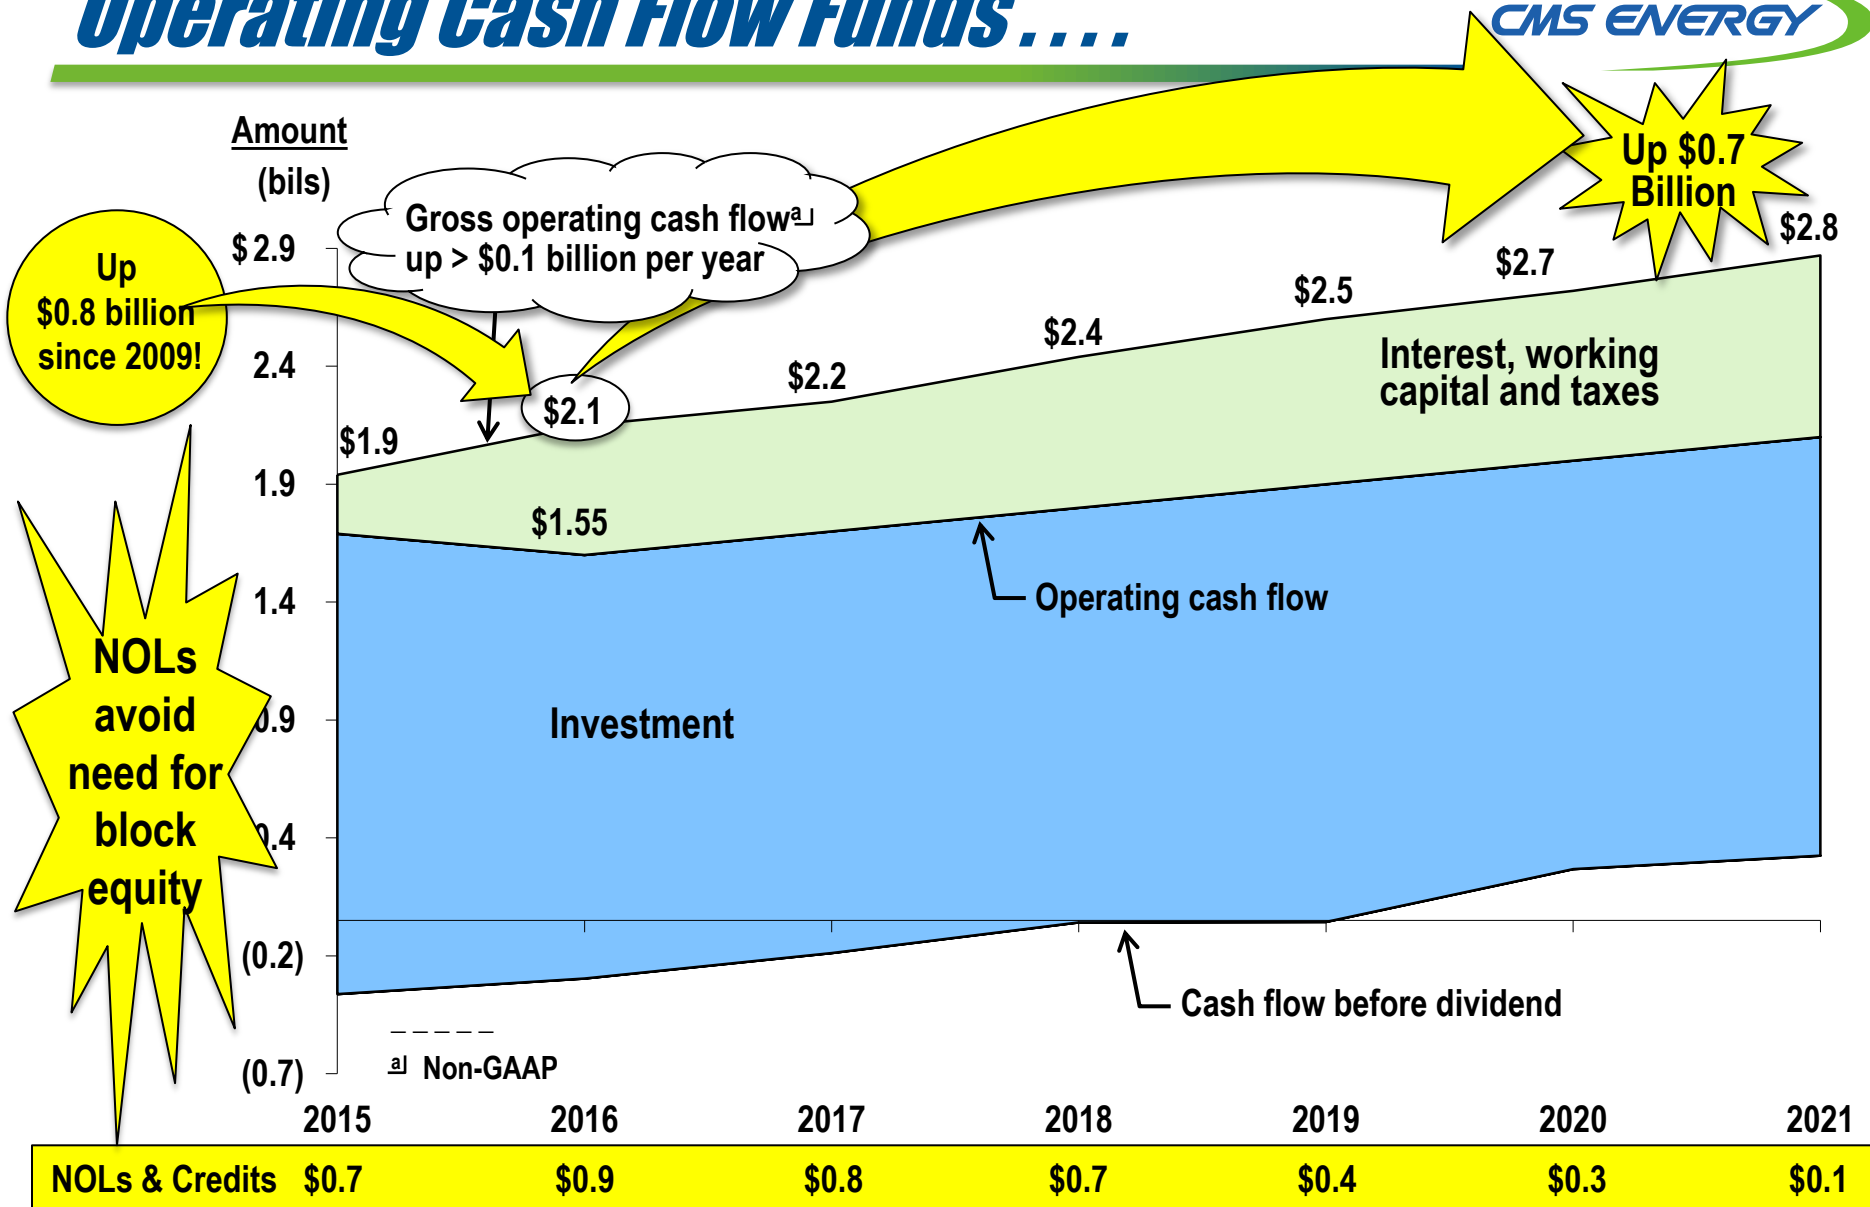 Operating Cash Flow Funds . . . .
CMS ENERGY
Amount
(bils)
Up $0.7
Billion
Gross operating cash flowa
up > $0.1 billion per year
Up
$0.8 billion
since 2009!
$ 2.9
2.4
1.9
1.4
0.9
0.4
(0.2)
(0.7)
$1.9
$2.1
$2.2
$2.4
$2.5
$2.7
$2.8
$1.55
Interest, working
capital and taxes
Operating cash flow
Investment
Cash flow before dividend
NOLs
avoid
need for
block
equity
_ _ _ _ _
a Non-GAAP
2015 2016 2017 2018 2019 2020 2021
NOLs & Credits $0.7 $0.9 $0.8 $0.7 $0.4 $0.3 $0.1